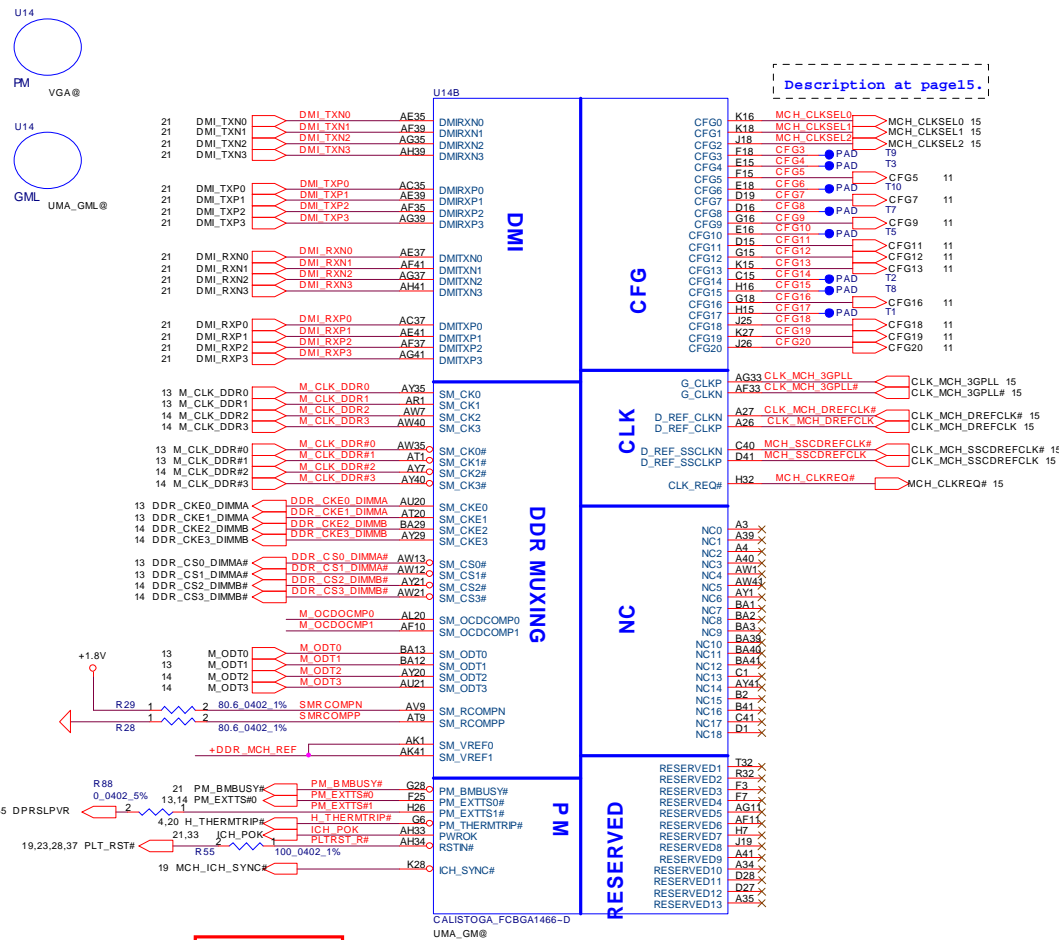 U14
PM
VGA@
U14
GML
UMA_GML@
Description at page15.
U14B
21 DMI_TXN0 DMI_TXN0 AE35 DMIRXN0
21 DMI_TXN1 DMI_TXN1 AF39 DMIRXN1
21 DMI_TXN2 DMI_TXN2 AG35 DMIRXN2
21 DMI_TXN3 DMI_TXN3 AH39 DMIRXN3
21 DMI_TXP0 DMI_TXP0 AC35 DMIRXP0
21 DMI_TXP1 DMI_TXP1 AE39 DMIRXP1
21 DMI_TXP2 DMI_TXP2 AF35 DMIRXP2
21 DMI_TXP3 DMI_TXP3 AG39 DMIRXP3
21 DMI_RXN0 DMI_RXN0 AE37 DMITXN0
21 DMI_RXN1 DMI_RXN1 AF41 DMITXN1
21 DMI_RXN2 DMI_RXN2 AG37 DMITXN2
21 DMI_RXN3 DMI_RXN3 AH41 DMITXN3
21 DMI_RXP0 DMI_RXP0 AC37 DMITXP0
21 DMI_RXP1 DMI_RXP1 AE41 DMITXP1
21 DMI_RXP2 DMI_RXP2 AF37 DMITXP2
21 DMI_RXP3 DMI_RXP3 AG41 DMITXP3
DMI
13 M_CLK_DDR0 M_CLK_DDR0 AY35 SM_CK0
13 M_CLK_DDR1 M_CLK_DDR1 AR1 SM_CK1
14 M_CLK_DDR2 M_CLK_DDR2 AW7 SM_CK2
14 M_CLK_DDR3 M_CLK_DDR3 AW40 SM_CK3
13 M_CLK_DDR#0 M_CLK_DDR#0 AW35 SM_CK0#
13 M_CLK_DDR#1 M_CLK_DDR#1 AT1 SM_CK1#
14 M_CLK_DDR#2 M_CLK_DDR#2 AY7 SM_CK2#
14 M_CLK_DDR#3 M_CLK_DDR#3 AY40 SM_CK3#
13 DDR_CKE0_DIMMA DDR_CKE0_DIMMA AU20 SM_CKE0
13 DDR_CKE1_DIMMA DDR_CKE1_DIMMA AT20 SM_CKE1
14 DDR_CKE2_DIMMB DDR_CKE2_DIMMB BA29 SM_CKE2
14 DDR_CKE3_DIMMB DDR_CKE3_DIMMB AY29 SM_CKE3
13 DDR_CS0_DIMMA# DDR_CS0_DIMMA# AW13 SM_CS0#
13 DDR_CS1_DIMMA# DDR_CS1_DIMMA# AW12 SM_CS1#
14 DDR_CS2_DIMMB# DDR_CS2_DIMMB# AY21 SM_CS2#
14 DDR_CS3_DIMMB# DDR_CS3_DIMMB# AW21 SM_CS3#
M_OCDOCMP0 AL20 SM_OCDCOMP0
M_OCDOCMP1 AF10 SM_OCDCOMP1
13 M_ODT0 M_ODT0 BA13 SM_ODT0
13 M_ODT1 M_ODT1 BA12 SM_ODT1
14 M_ODT2 M_ODT2 AY20 SM_ODT2
14 M_ODT3 M_ODT3 AU21 SM_ODT3
+1.8V
R29 1 2 80.6_0402_1% SMRCOMPN AV9 SM_RCOMPN
R28 1 2 80.6_0402_1% SMRCOMPP AT9 SM_RCOMPP
AK1 SM_VREF0
+DDR_MCH_REF AK41 SM_VREF1
DDR MUXING
21 PM_BMBUSY# PM_BMBUSY# G28 PM_BMBUSY#
13,14 PM_EXTTS#0 PM_EXTTS#0 F25 PM_EXTTS0#
R88
0_0402_5%
5 DPRSLPVR 2 1 PM_EXTTS#1 H26 PM_EXTTS1#
4,20 H_THERMTRIP# H_THERMTRIP# G6 PM_THERMTRIP#
21,33 ICH_POK ICH_POK AH33 PWROK
19,23,28,37 PLT_RST# 2 1 PLTRST_R# AH34 RSTIN#
R55 100_0402_1%
19 MCH_ICH_SYNC# K28 ICH_SYNC#
PM
CFG
CFG0 K16 MCH_CLKSEL0 MCH_CLKSEL0 15
CFG1 K18 MCH_CLKSEL1 MCH_CLKSEL1 15
CFG2 J18 MCH_CLKSEL2 MCH_CLKSEL2 15
CFG3 F18 CFG3 PAD T9
CFG4 E15 CFG4 PAD T3
CFG5 F15 CFG5 CFG5 11
CFG6 E18 CFG6 PAD T10
CFG7 D19 CFG7 CFG7 11
CFG8 D16 CFG8 PAD T7
CFG9 G16 CFG9 CFG9 11
CFG10 E16 CFG10 PAD T5
CFG11 D15 CFG11 CFG11 11
CFG12 G15 CFG12 CFG12 11
CFG13 K15 CFG13 CFG13 11
CFG14 C15 CFG14 PAD T2
CFG15 H16 CFG15 PAD T8
CFG16 G18 CFG16 CFG16 11
CFG17 H15 CFG17 PAD T1
CFG18 J25 CFG18 CFG18 11
CFG19 K27 CFG19 CFG19 11
CFG20 J26 CFG20 CFG20 11
CLK
G_CLKP AG33 CLK_MCH_3GPLL CLK_MCH_3GPLL 15
G_CLKN AF33 CLK_MCH_3GPLL# CLK_MCH_3GPLL# 15
D_REF_CLKN A27 CLK_MCH_DREFCLK# CLK_MCH_DREFCLK# 15
D_REF_CLKP A26 CLK_MCH_DREFCLK CLK_MCH_DREFCLK 15
D_REF_SSCLKN C40 MCH_SSCDREFCLK# CLK_MCH_SSCDREFCLK# 15
D_REF_SSCLKP D41 MCH_SSCDREFCLK CLK_MCH_SSCDREFCLK 15
CLK_REQ# H32 MCH_CLKREQ# MCH_CLKREQ# 15
NC
NC0 A3
NC1 A39
NC2 A4
NC3 A40
NC4 AW1
NC5 AW41
NC6 AY1
NC7 BA1
NC8 BA2
NC9 BA3
NC10 BA39
NC11 BA40
NC12 BA41
NC13 C1
NC14 AY41
NC15 B2
NC16 B41
NC17 C41
NC18 D1
RESERVED
RESERVED1 T32
RESERVED2 R32
RESERVED3 F3
RESERVED4 F7
RESERVED5 AG11
RESERVED6 AF11
RESERVED7 H7
RESERVED8 J19
RESERVED9 A41
RESERVED10 A34
RESERVED11 D28
RESERVED12 D27
RESERVED13 A35
CALISTOGA_FCBGA1466~D
UMA_GM@